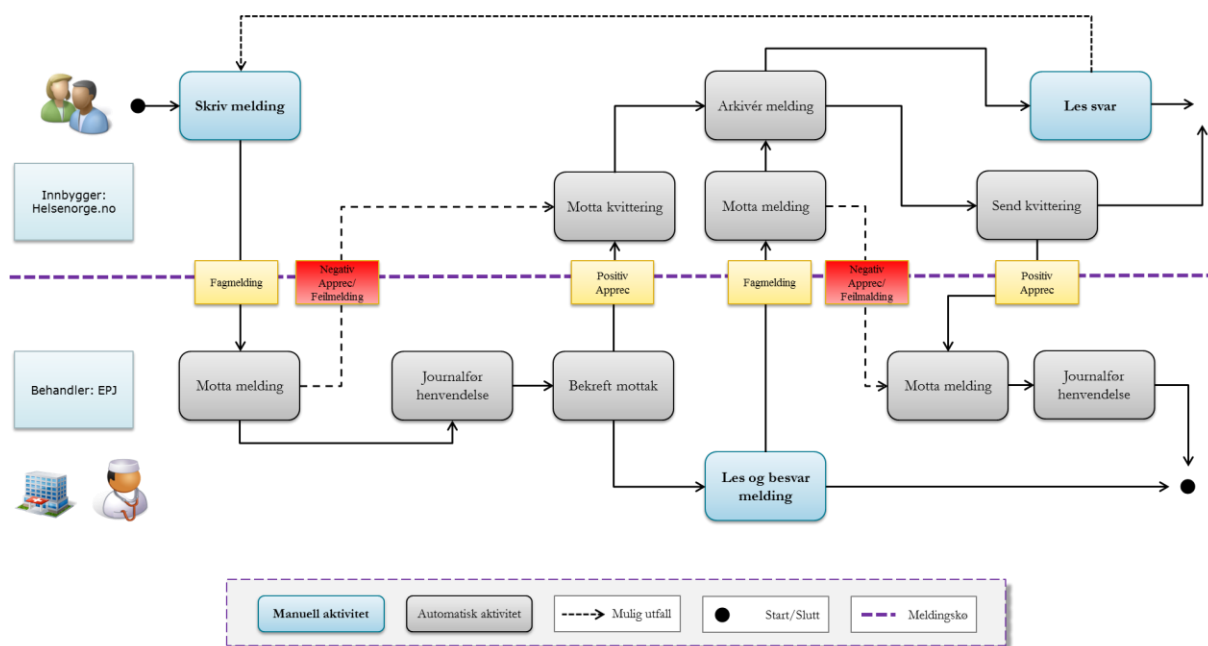 Skriv melding
Arkivér melding
Les svar
Innbygger:
Helsenorge.no
Motta kvittering
Motta melding
Send kvittering
Fagmelding
Negativ
Apprec/
Feilmelding
Positiv
Apprec
Fagmelding
Negativ
Apprec/
Feilmalding
Positiv
Apprec
Behandler: EPJ
Motta melding
Journalfør
henvendelse
Bekreft mottak
Motta melding
Journalfør
henvendelse
Les og besvar
melding
Manuell aktivitet
Automatisk aktivitet
Mulig utfall
Start/Slutt
Meldingskø